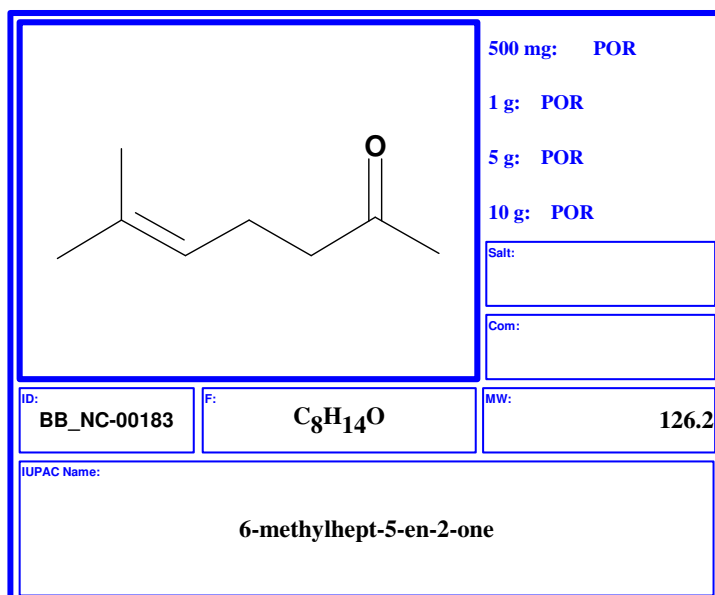 O
500 mg: POR
1 g: POR
5 g: POR
10 g: POR
Salt:
Com:
ID:
BB_NC-00183
F:
C8H14O
MW:
126.2
IUPAC Name:
6-methylhept-5-en-2-one